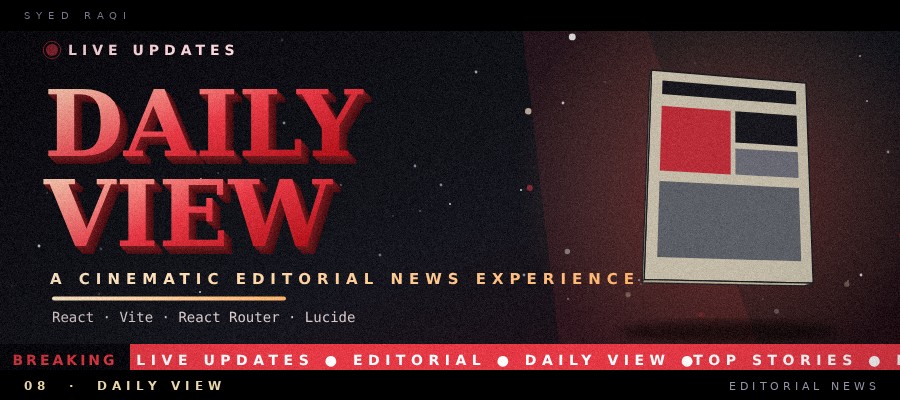 SYED RAQI
LIVE UPDATES
DAILY
VIEW
A CINEMATIC EDITORIAL NEWS EXPERIENCE.
React · Vite · React Router · Lucide
BREAKING LIVE UPDATES ● EDITORIAL ● DAILY VIEW ●TOP STORIES ●
08 · DAILY VIEW
EDITORIAL NEWS